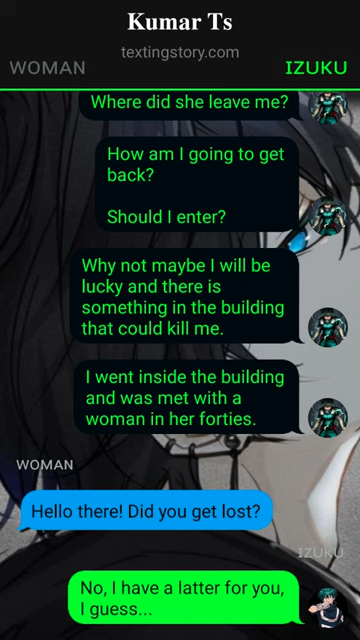 Kumar Ts
textingstory.com
WOMAN
IZUKU
Where did she leave me?
How am I going to get
back?
Should I enter?
Why not maybe I will be
lucky and there is
something in the building
that could kill me.
I went inside the building
and was met with a
woman in her forties.
WOMAN
Hello there! Did you get lost?
IZUKU
No, I have a latter for you,
I guess...